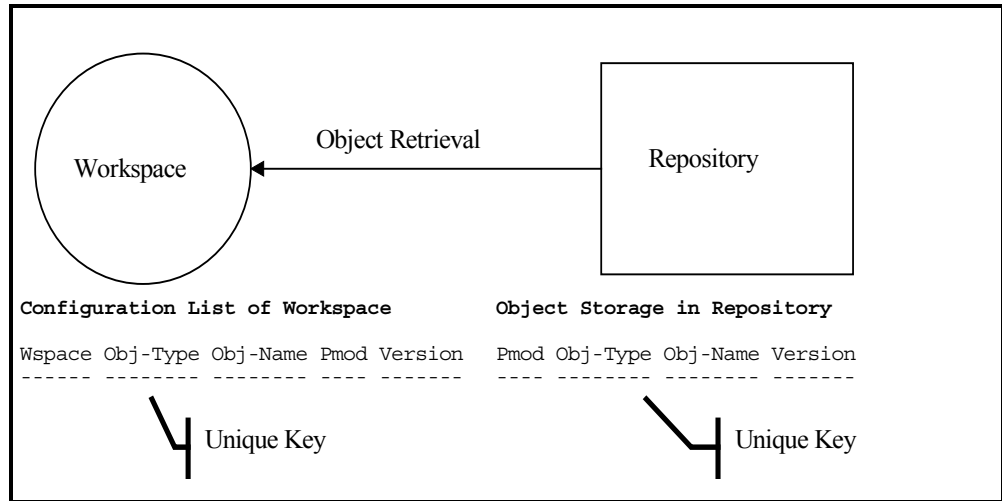 Workspace
Object Retrieval
Repository
Configuration List of Workspace
Wspace Obj-Type Obj-Name Pmod Version
------ -------- -------- ---- -------
Unique Key
Object Storage in Repository
Pmod Obj-Type Obj-Name Version
---- -------- -------- -------
Unique Key